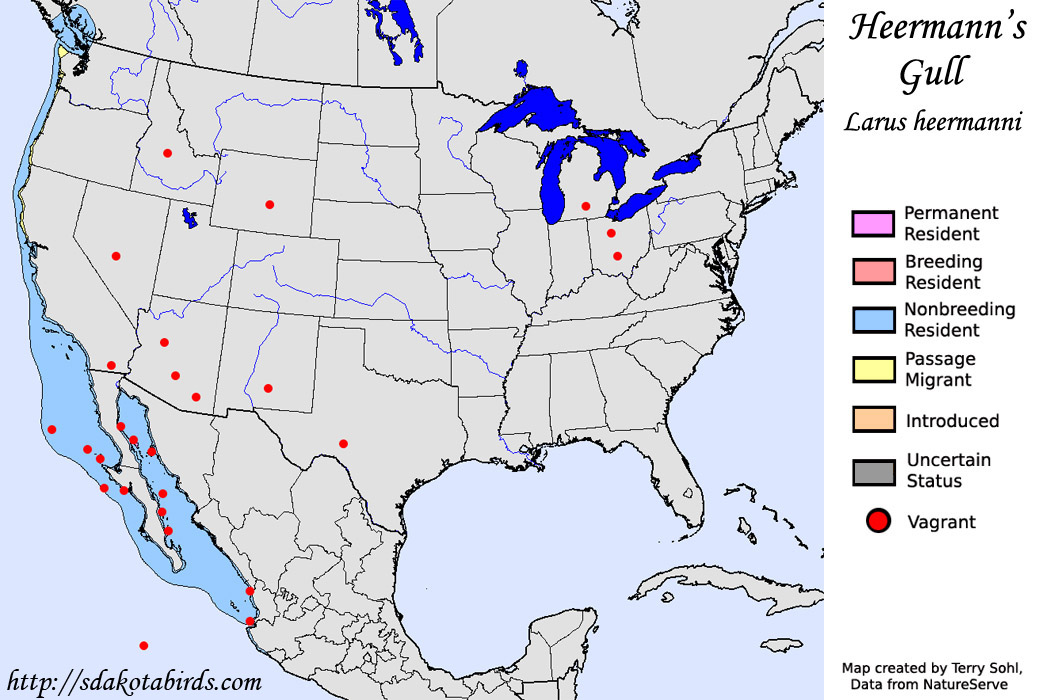 Heermann's
Gull
Larus heermanni
Permanent
Resident
Breeding
Resident
Nonbreeding
Resident
Passage
Migrant
Introduced
Uncertain
Status
Vagrant
Map created by Terry Sohl,
Data from NatureServe
http://sdakotabirds.com